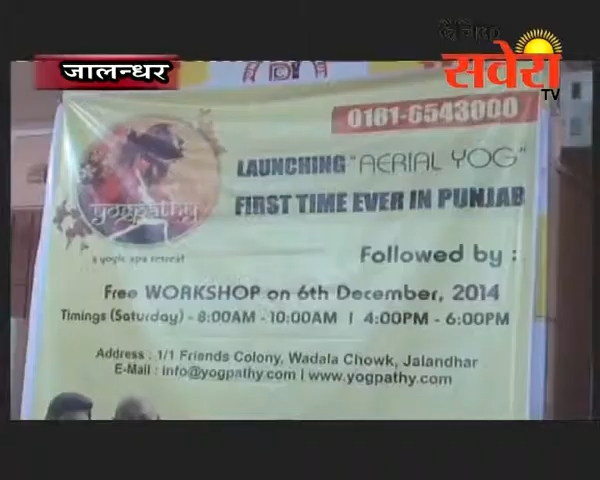 दैनिक
सवेरा
TV
जालन्धर
0181-6543000
LAUNCHING "AERIAL YOG"
FIRST TIME EVER IN PUNJAB
yogpathy
a yogic spa retreat
Followed by :
Free WORKSHOP on 6th December, 2014
Timings (Saturday) - 8:00AM - 10:00AM I 4:00PM - 6:00PM
Address : 1/1 Friends Colony, Wadala Chowk, Jalandhar
E-Mail : info@yogpathy.com I www.yogpathy.com